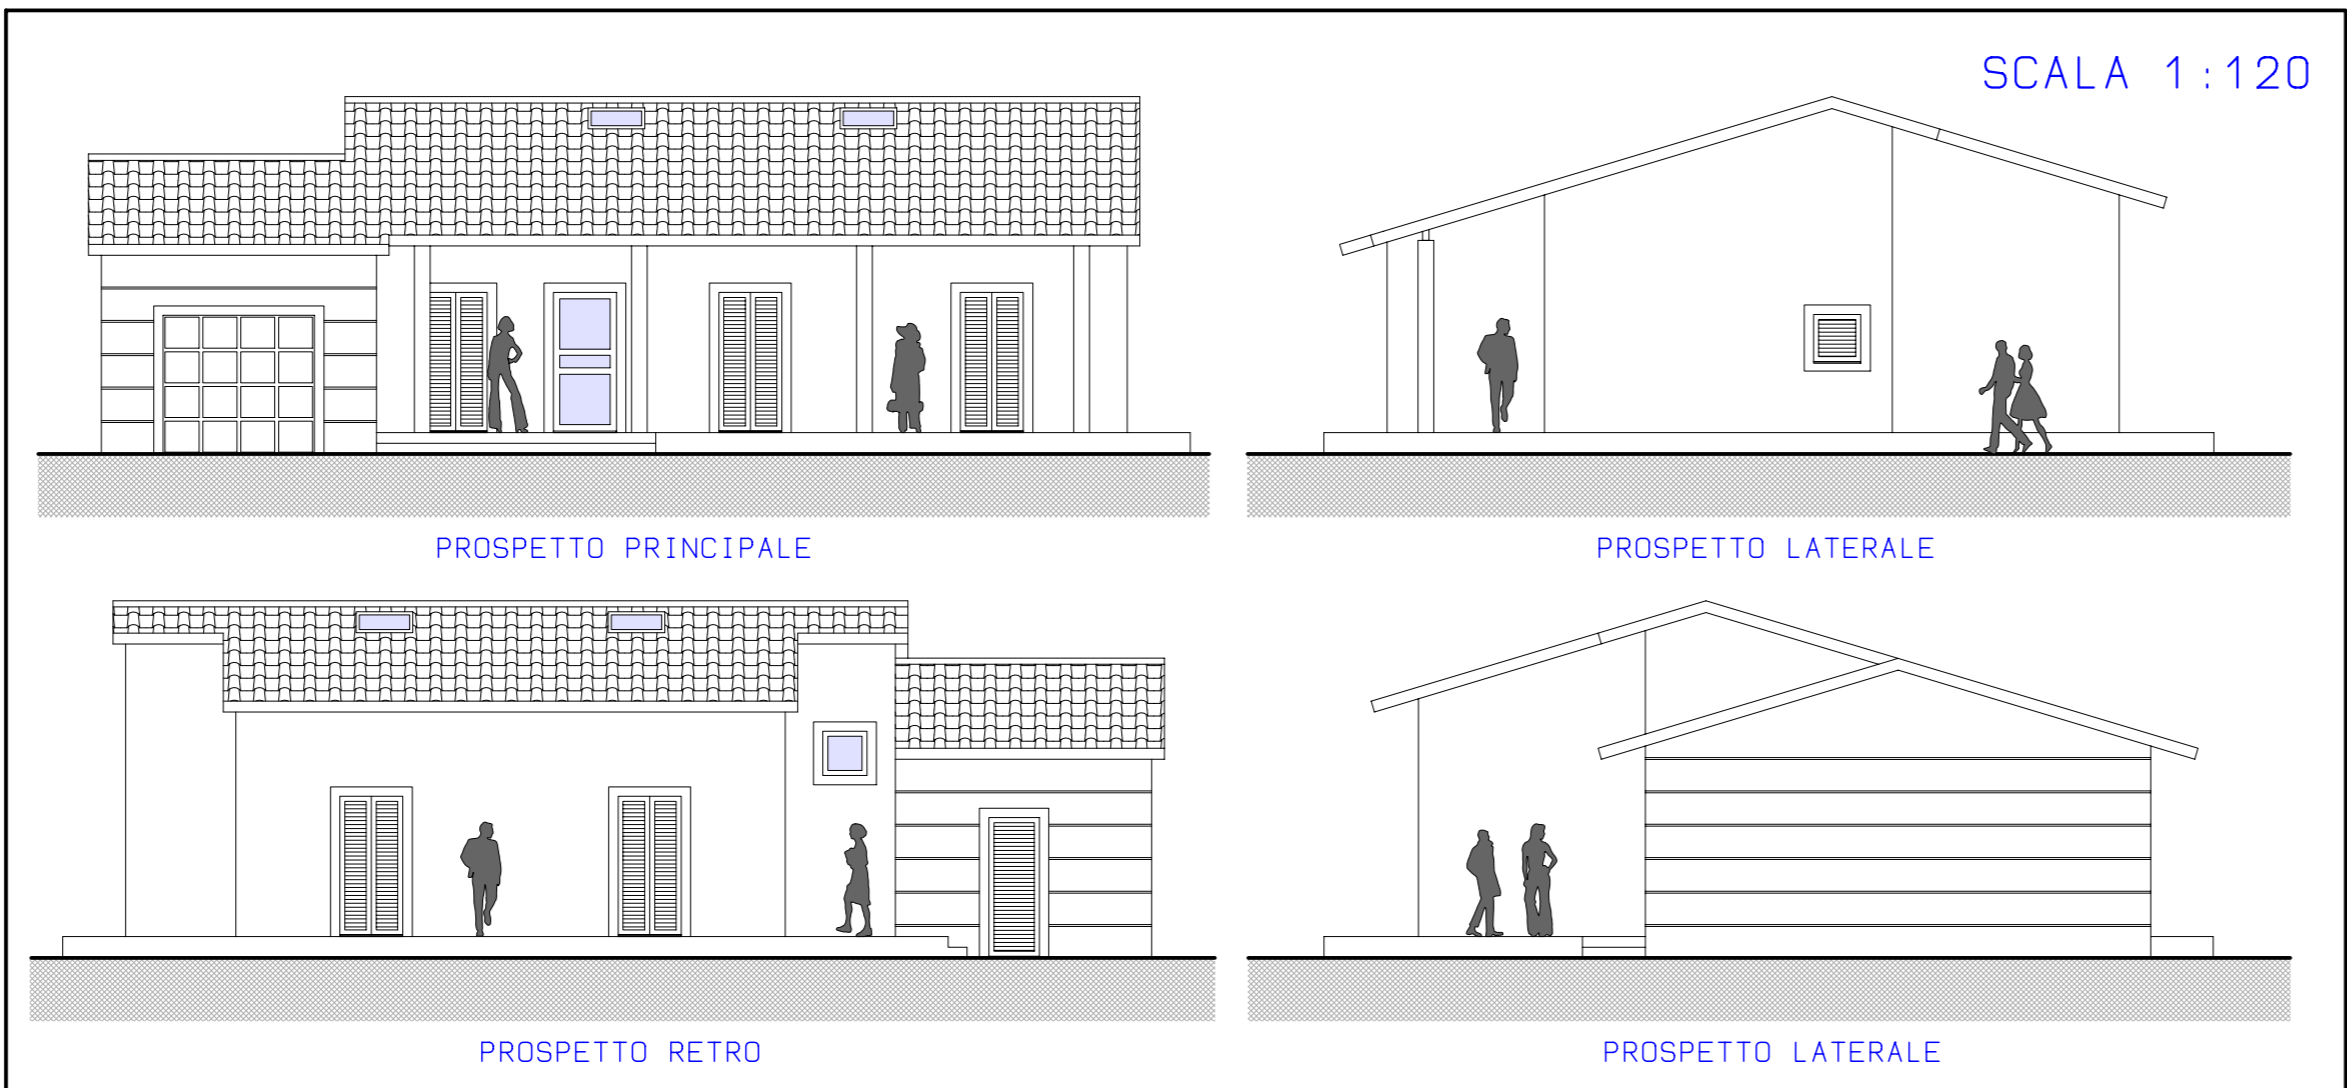 SCALA 1:120
PROSPETTO PRINCIPALE
PROSPETTO LATERALE
PROSPETTO RETRO
PROSPETTO LATERALE